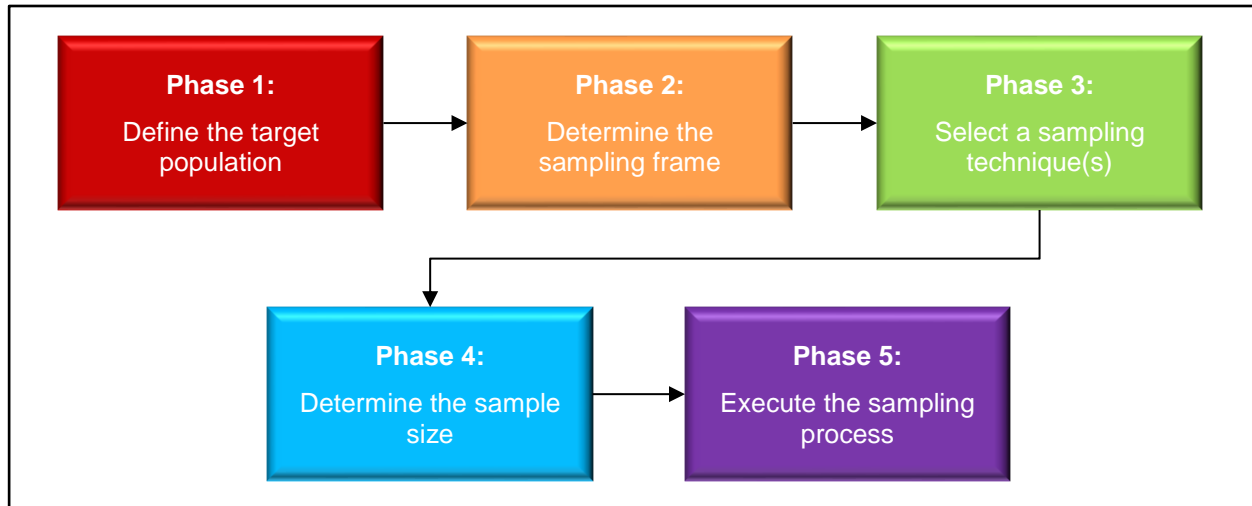 Phase 1:
Define the target
population
Phase 2:
Determine the
sampling frame
Phase 3:
Select a sampling
technique(s)
Phase 4:
Determine the sample
size
Phase 5:
Execute the sampling
process